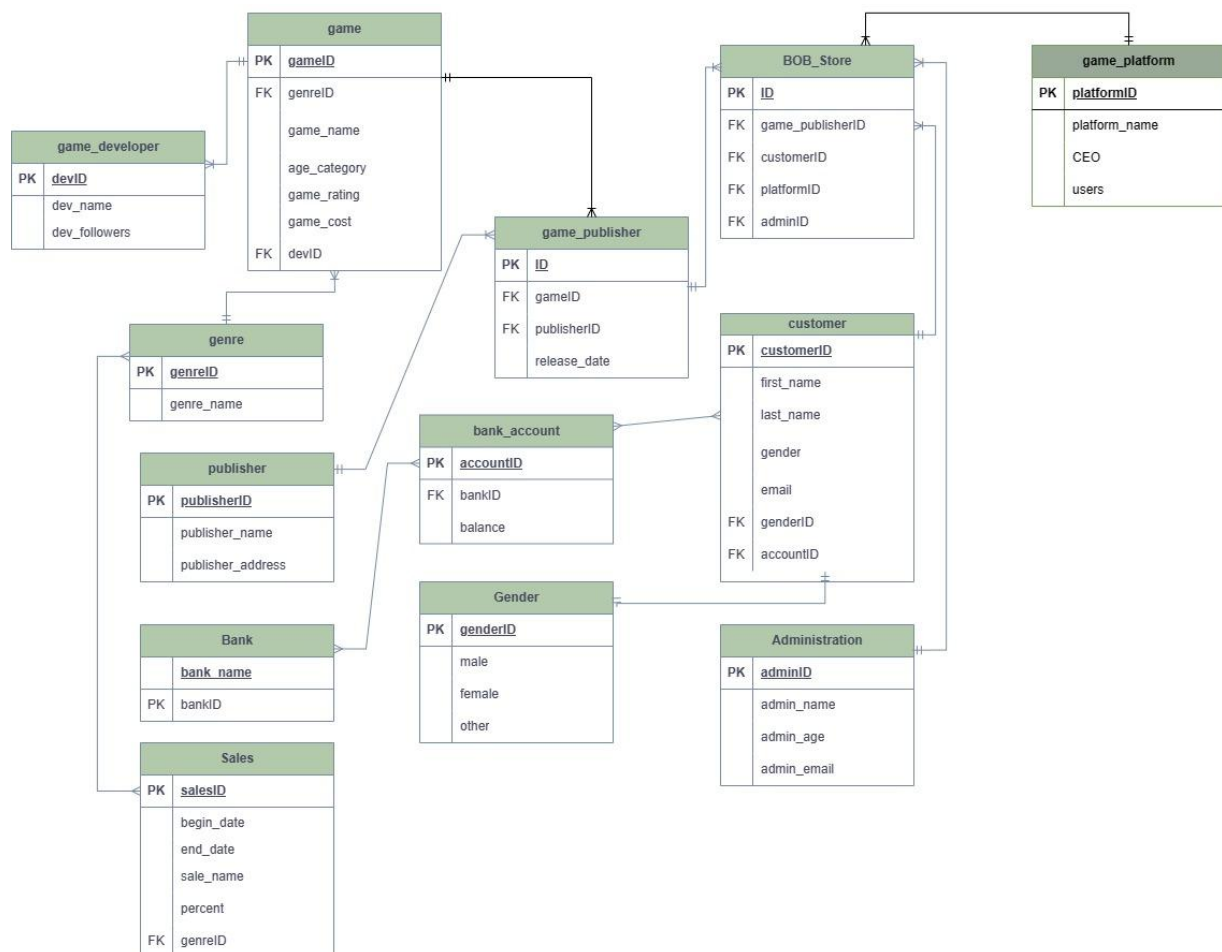 game
PK gameID
FK genreID
game_name
age_category
game_rating
game_cost
FK devID
game_developer
PK devID
dev_name
dev_followers
genre
PK genreID
genre_name
publisher
PK publisherID
publisher_name
publisher_address
Bank
bank_name
PK bankID
Sales
PK salesID
begin_date
end_date
sale_name
percent
FK genreID
game_publisher
PK ID
FK gameID
FK publisherID
release_date
bank_account
PK accountID
FK bankID
balance
Gender
PK genderID
male
female
other
BOB_Store
PK ID
FK game_publisherID
FK customerID
FK platformID
FK adminID
customer
PK customerID
first_name
last_name
gender
email
FK genderID
FK accountID
Administration
PK adminID
admin_name
admin_age
admin_email
game_platform
PK platformID
platform_name
CEO
users